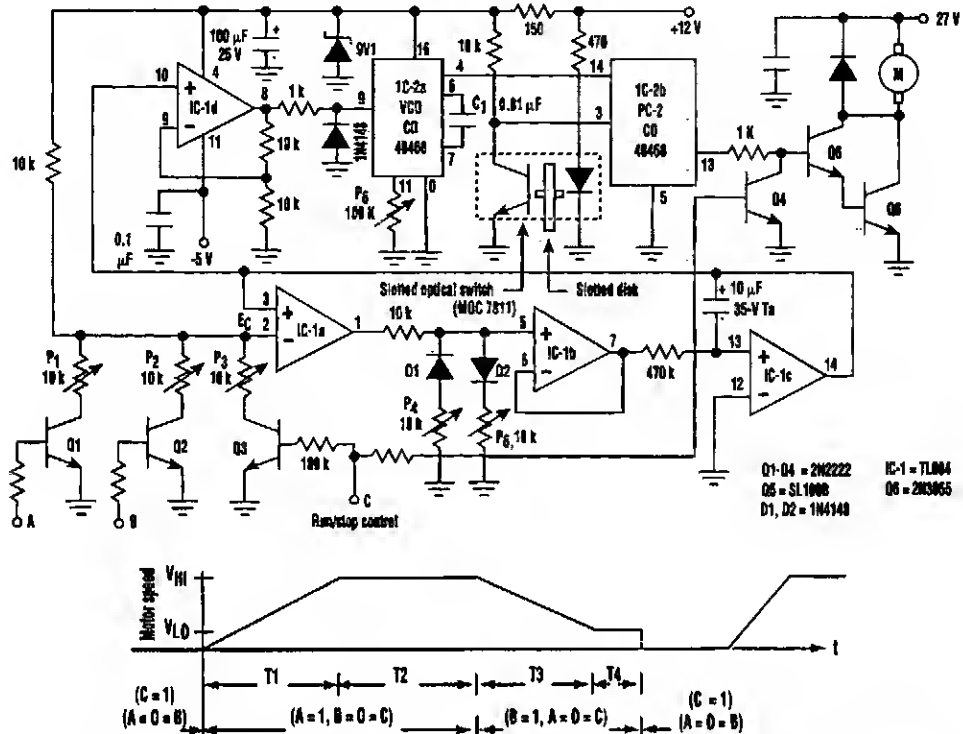 +12 V
27 V
150
100 µF
25 V
9V1
18 k
470
16
4
14
10
+
IC-1d
8
1 k
9
9
−
11
1C-2a
VCO
CD
4046B
6
C1
7
0.01 µF
3
1C-2b
PC-2
CD
4046B
13
1 K
M
Q5
Q6
Q4
5
10 k
10 k
10 k
1N4148
11
P6
100 K
0.1
µF
-5 V
Slotted optical switch
(MOC 7811)
Slotted disk
+
10 µF
35-V Ta
3
+
EC
2
−
IC-1a
1
10 k
5
+
IC-1b
7
6
−
470 k
13
+
12
−
IC-1c
14
P1
10 k
P2
10 k
P3
10 k
D1
D2
P4
10 k
P5, 10 k
Q1
Q2
Q3
100 k
A
B
C
Run/stop control
Q1-Q4 = 2N2222
IC-1 = TL084
Q6 = 2N3055
D1, D2 = 1N4148
Motor speed
VHI
VLO
t
T1
T2
T3
T4
(C = 1)
(A = 0 = B)
(A = 1, B = 0 = C)
(B = 1, A = 0 = C)
(C = 1)
(A = 0 = B)